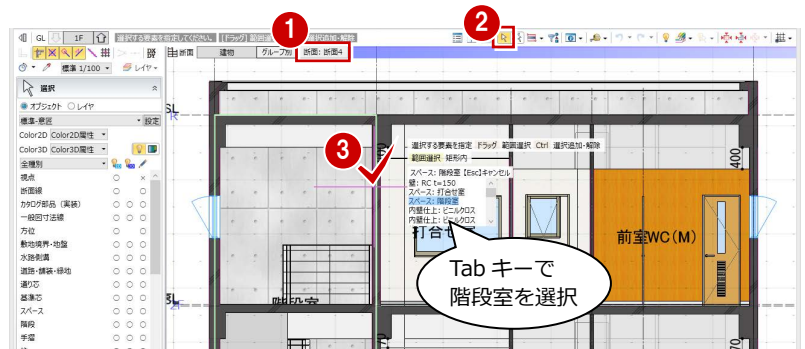 GL 1F 選択する要素を指定してください。 [ドラッグ] 範囲 選択追加・解除
1
2
標準 1/100 レイヤ
断面 建物 グループ別 断面: 断面4
選択
オブジェクト レイヤ
標準-意匠 設定
Color2D Color2D属性
Color3D Color3D属性
全種別
視点
断面線
カタログ部品 (実装)
一般図寸法線
方位
敷地境界・地盤
水路側溝
道路・舗装・緑地
通り芯
基準芯
スペース
階段
手摺
SL
3
選択する要素を指定 ドラッグ 範囲選択 Ctrl 選択追加・解除
範囲選択 矩形内
スペース: 階段室 【Esc】キャンセル
壁: RC t=150
スペース: 打合せ室
スペース: 階段室
内壁仕上: ビニルクロス
内壁仕上: ビニルクロス
打合せ室
400
前室WC(M)
Tab キーで
階段室を選択
階段室
SL